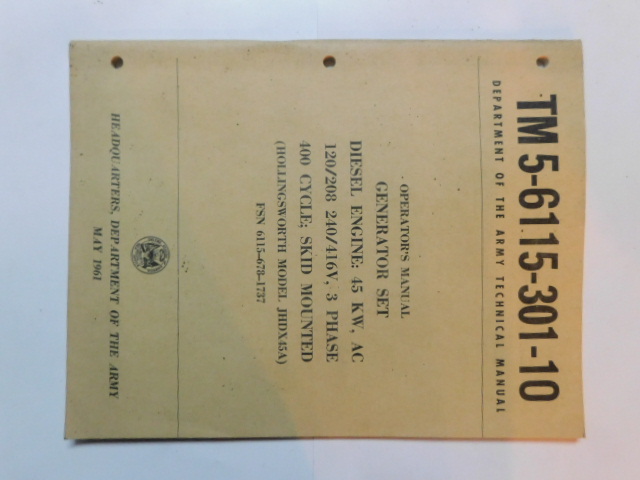 TM 5-6115-301-10
DEPARTMENT OF THE ARMY TECHNICAL MANUAL
OPERATOR'S MANUAL
GENERATOR SET
DIESEL ENGINE: 45 KW, AC
120/208 240/416V, 3 PHASE
400 CYCLE; SKID MOUNTED
(HOLLINGSWORTH MODEL JHDX45A)
FSN 6115-678-1737
HEADQUARTERS, DEPARTMENT OF THE ARMY
MAY 1961